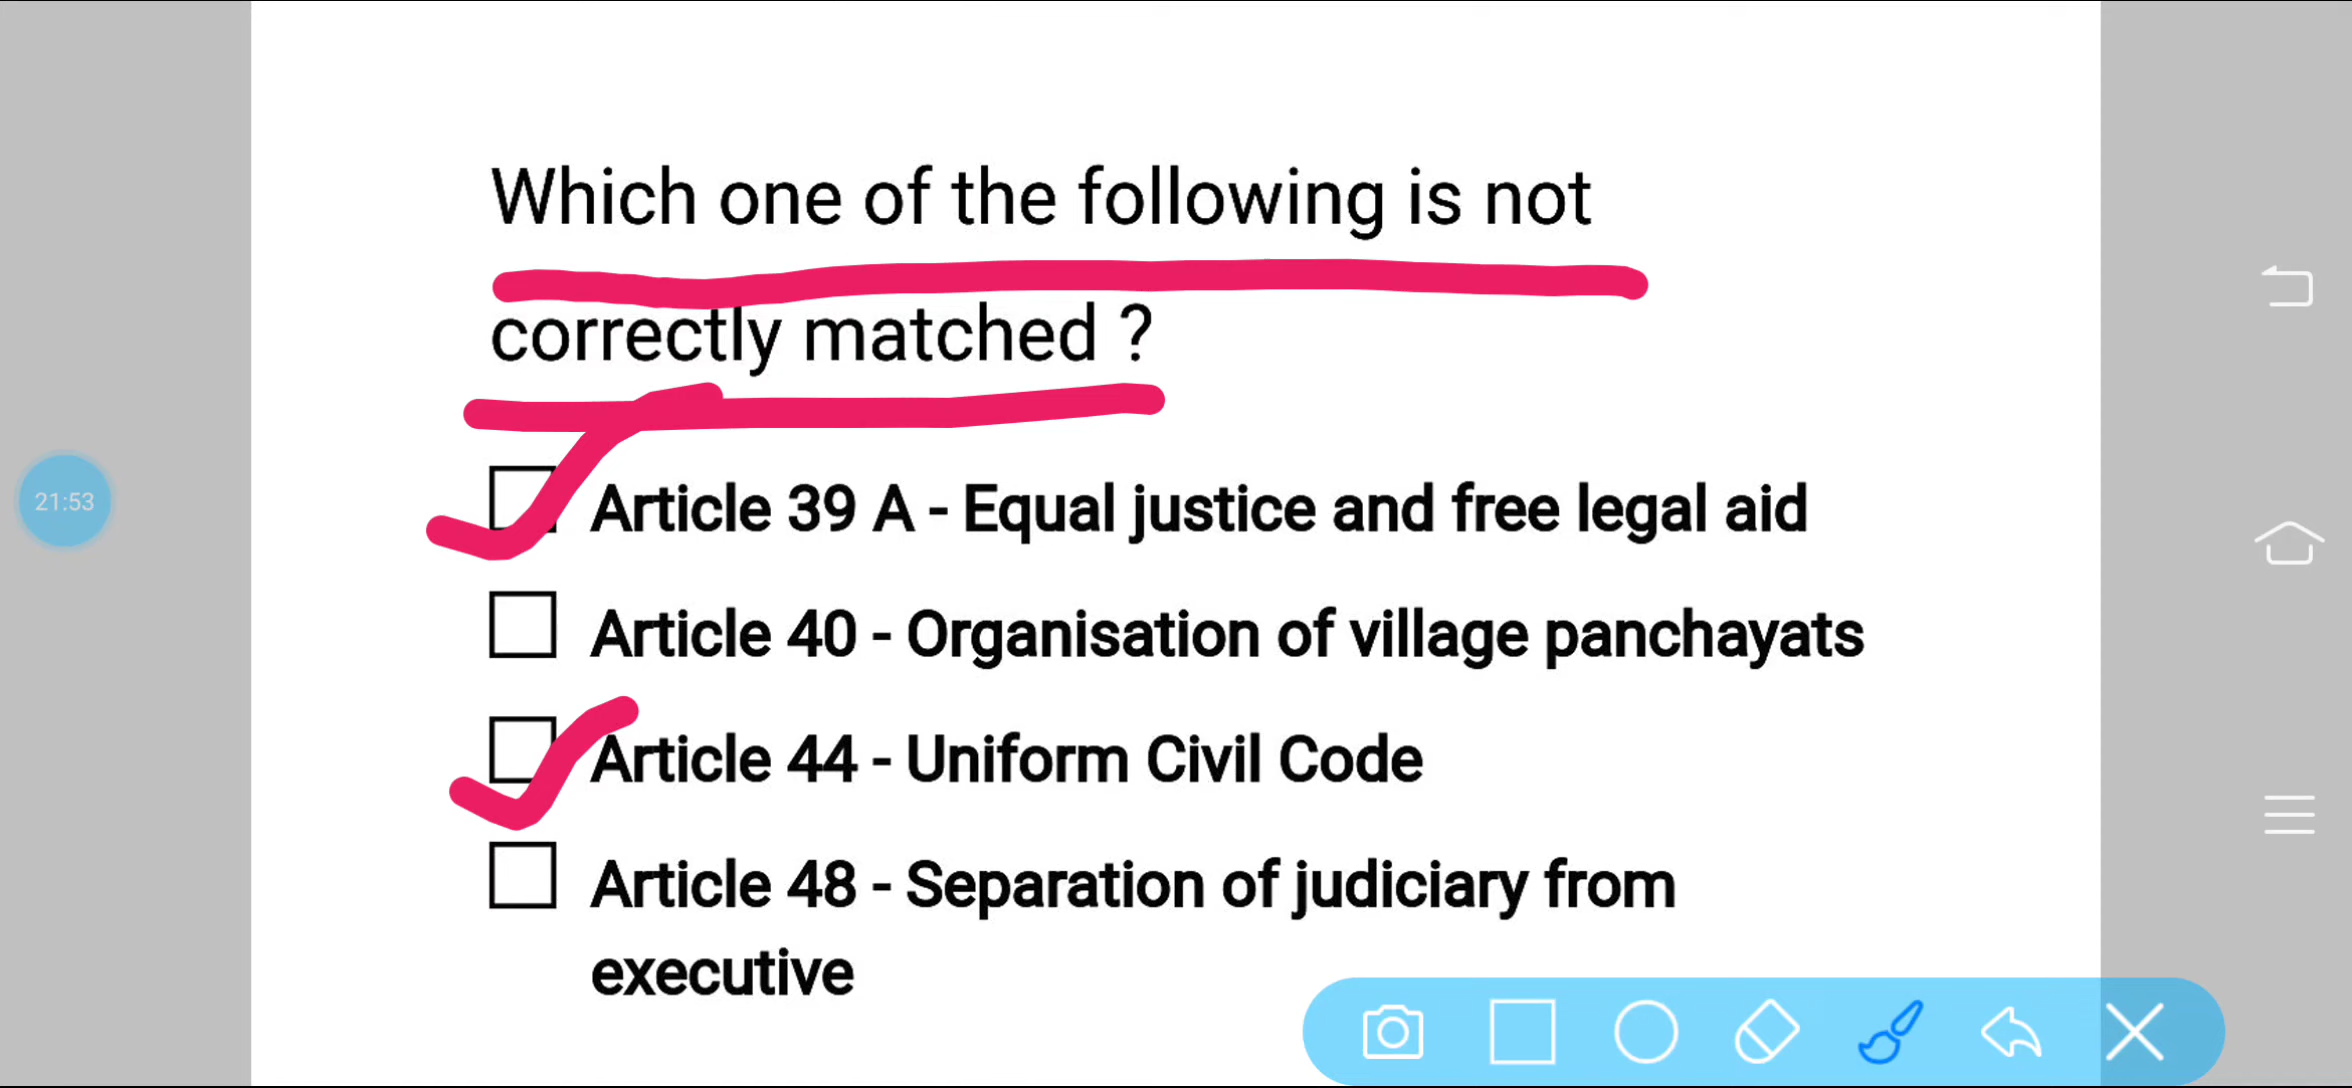 Which one of the following is not
correctly matched ?
Article 39 A - Equal justice and free legal aid
21:53
Article 40 - Organisation of village panchayats
Article 44 - Uniform Civil Code
Article 48 - Separation of judiciary from
executive